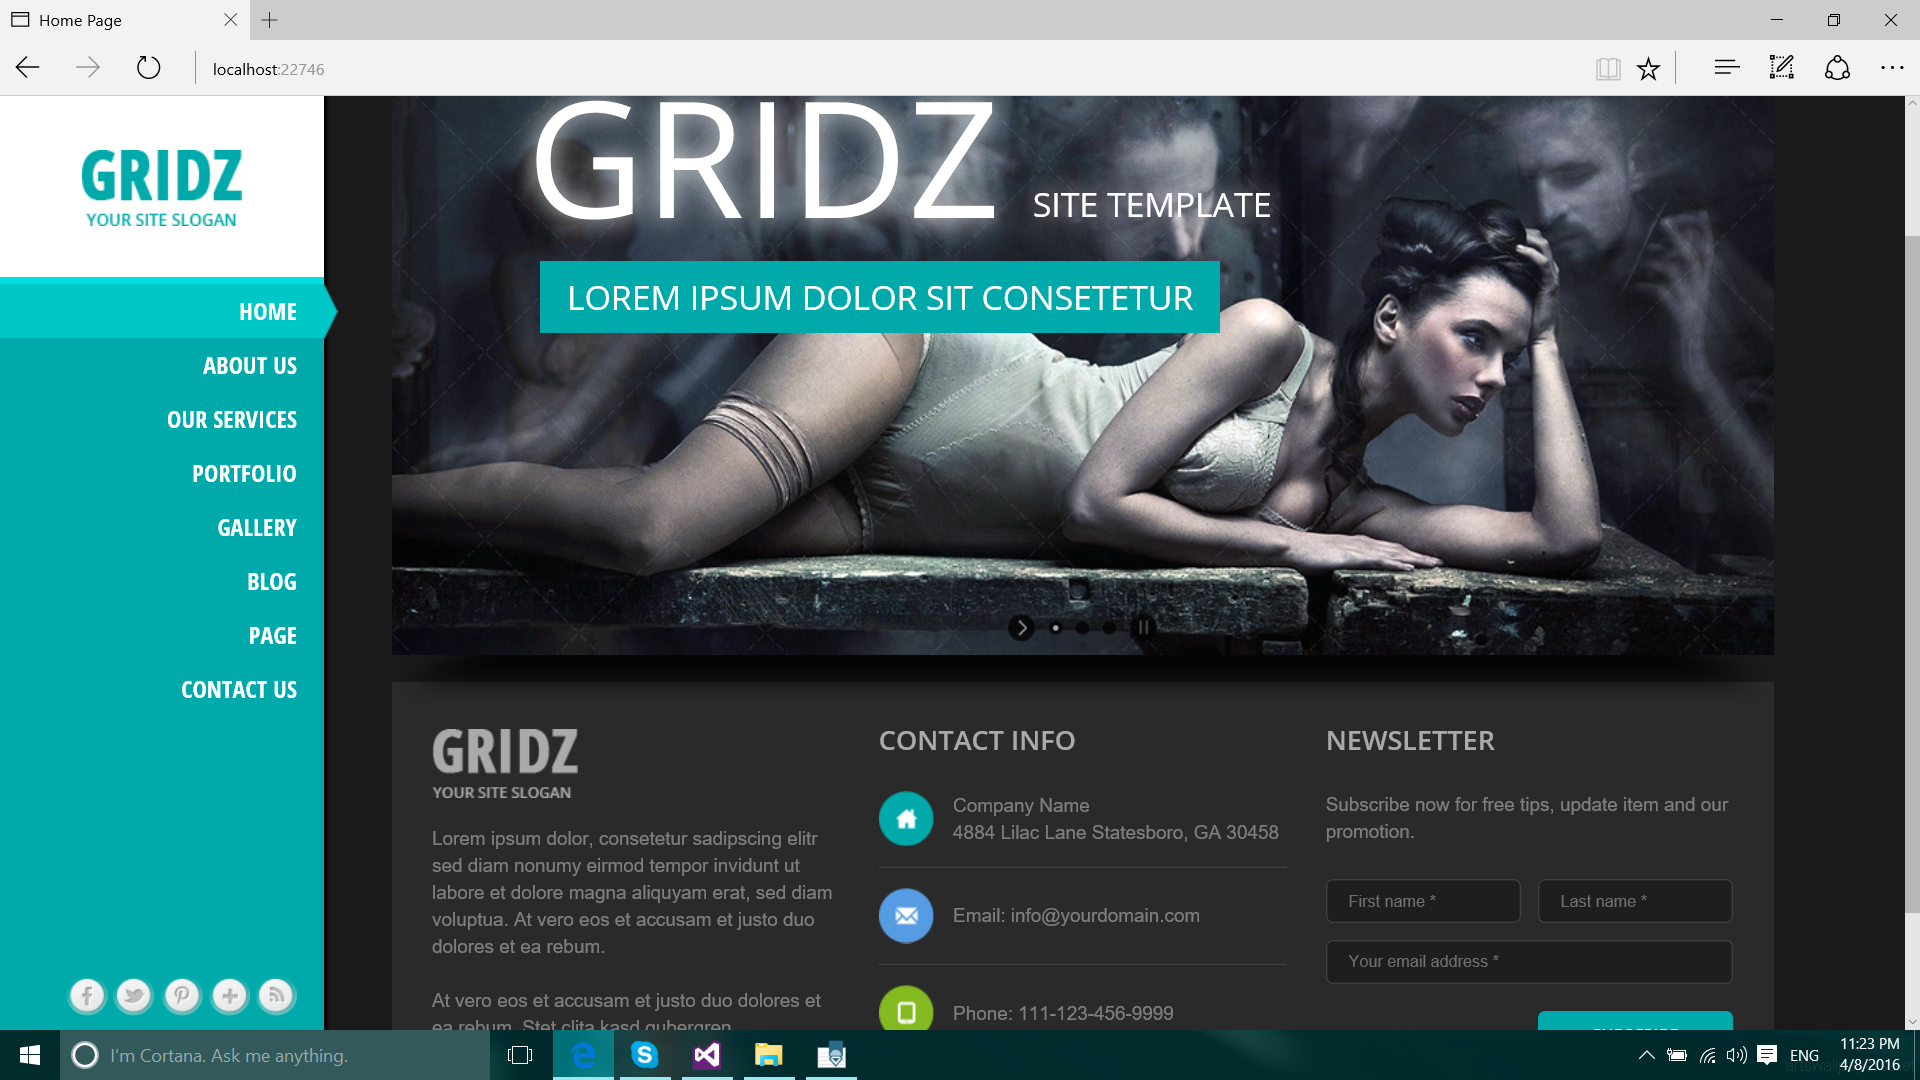 Home Page
localhost:22746
GRIDZ
YOUR SITE SLOGAN
HOME
ABOUT US
OUR SERVICES
PORTFOLIO
GALLERY
BLOG
PAGE
CONTACT US
GRIDZ SITE TEMPLATE
LOREM IPSUM DOLOR SIT CONSETETUR
GRIDZ
YOUR SITE SLOGAN
Lorem ipsum dolor, consetetur sadipscing elitr
sed diam nonumy eirmod tempor invidunt ut
labore et dolore magna aliquyam erat, sed diam
voluptua. At vero eos et accusam et justo duo
dolores et ea rebum.
At vero eos et accusam et justo duo dolores et
ea rebum. Stet clita kasd gubergren
CONTACT INFO
Company Name
4884 Lilac Lane Statesboro, GA 30458
Email: info@yourdomain.com
Phone: 111-123-456-9999
NEWSLETTER
Subscribe now for free tips, update item and our
promotion.
First name *
Last name *
Your email address *
SUBSCRIBE
I'm Cortana. Ask me anything.
ENG
11:23 PM
4/8/2016